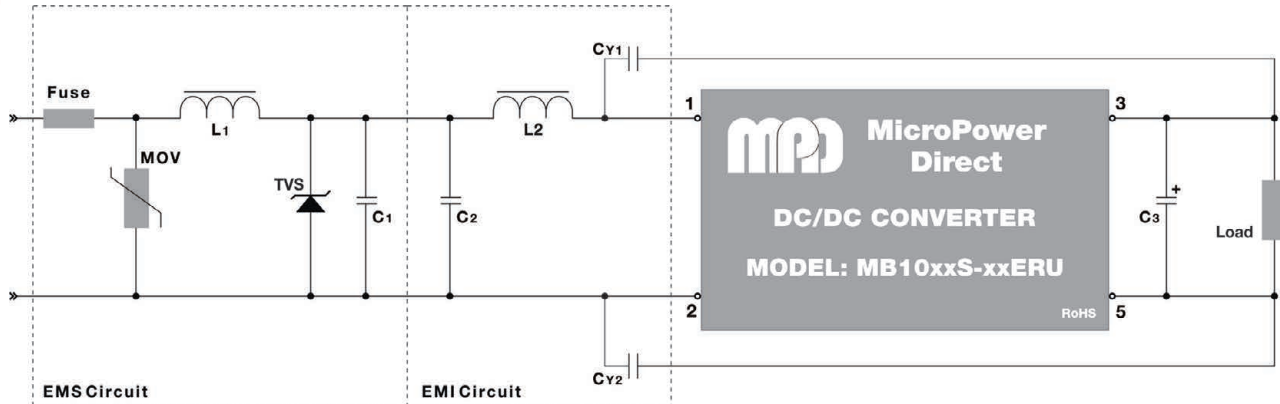 CY1
Fuse
L1
L2
1
3
MPD
MicroPower
Direct
MOV
TVS
C1
C2
DC/DC CONVERTER
C3
+
Load
MODEL: MB10xxS-xxERU
2
RoHS
5
CY2
EMS Circuit
EMI Circuit